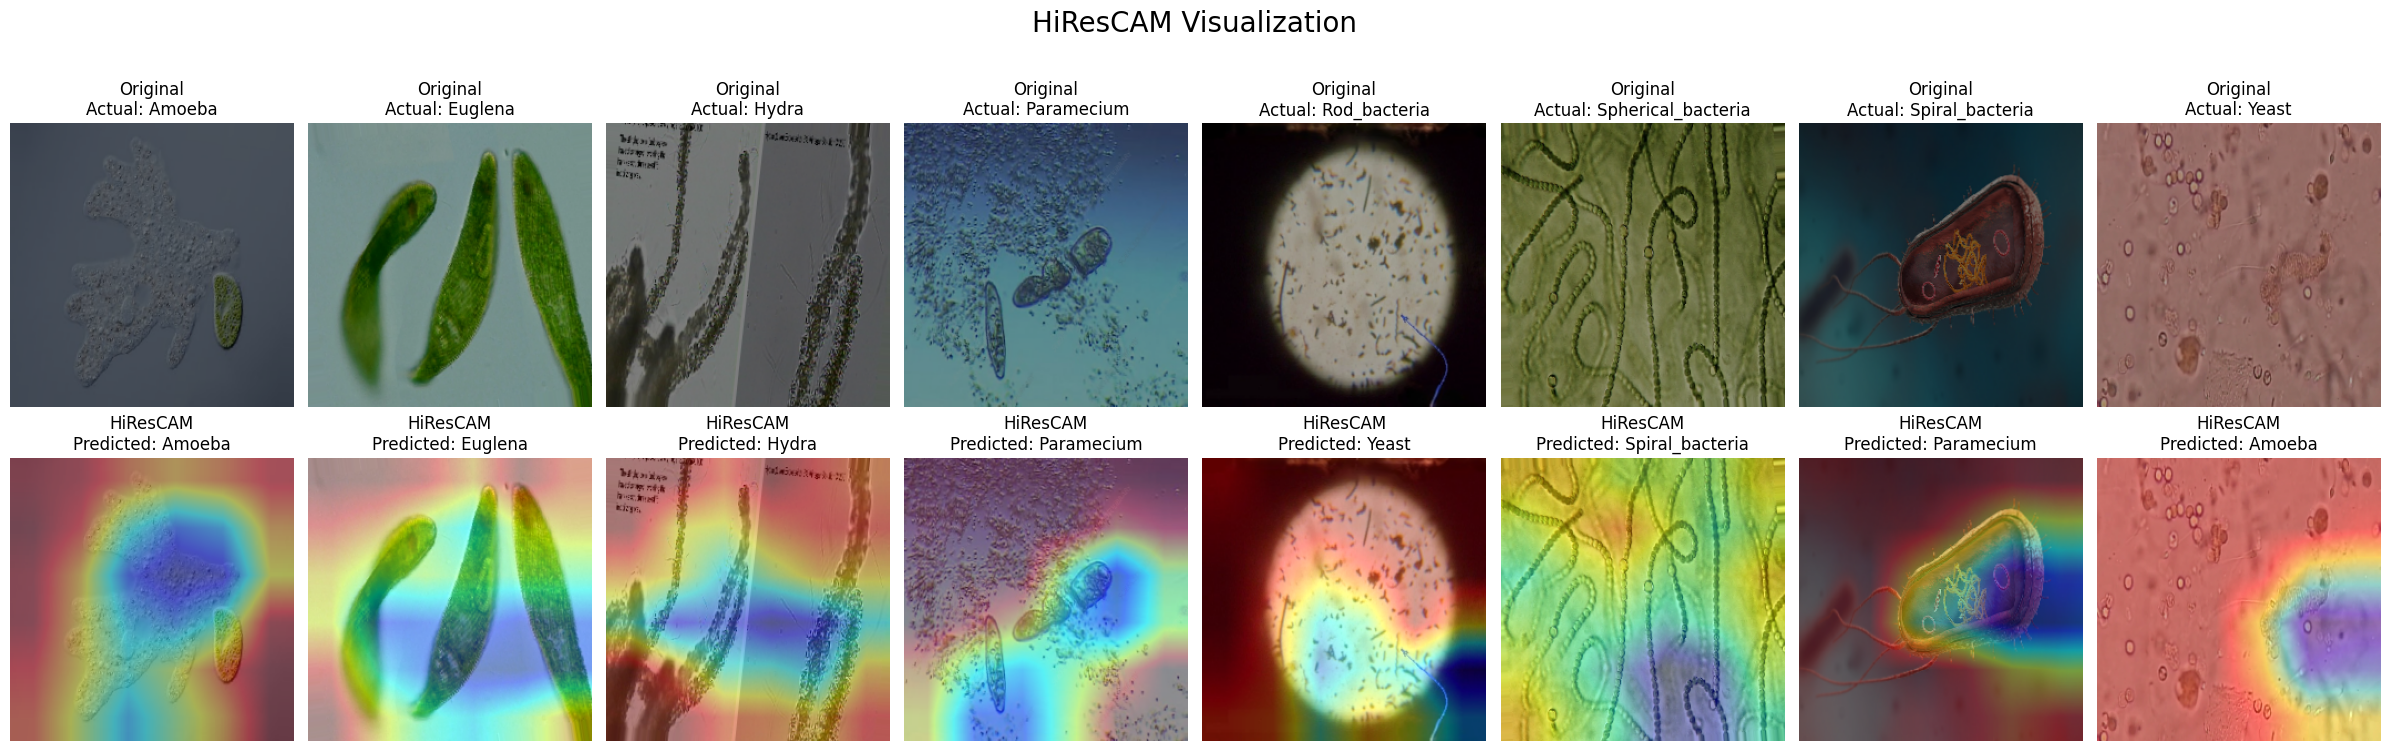 HiResCAM Visualization
Original
Actual: Amoeba
Original
Actual: Euglena
Original
Actual: Hydra
Original
Actual: Paramecium
Original
Actual: Rod_bacteria
Original
Actual: Spherical_bacteria
Original
Actual: Spiral_bacteria
Original
Actual: Yeast
HiResCAM
Predicted: Amoeba
HiResCAM
Predicted: Euglena
HiResCAM
Predicted: Hydra
HiResCAM
Predicted: Paramecium
HiResCAM
Predicted: Yeast
HiResCAM
Predicted: Spiral_bacteria
HiResCAM
Predicted: Paramecium
HiResCAM
Predicted: Amoeba